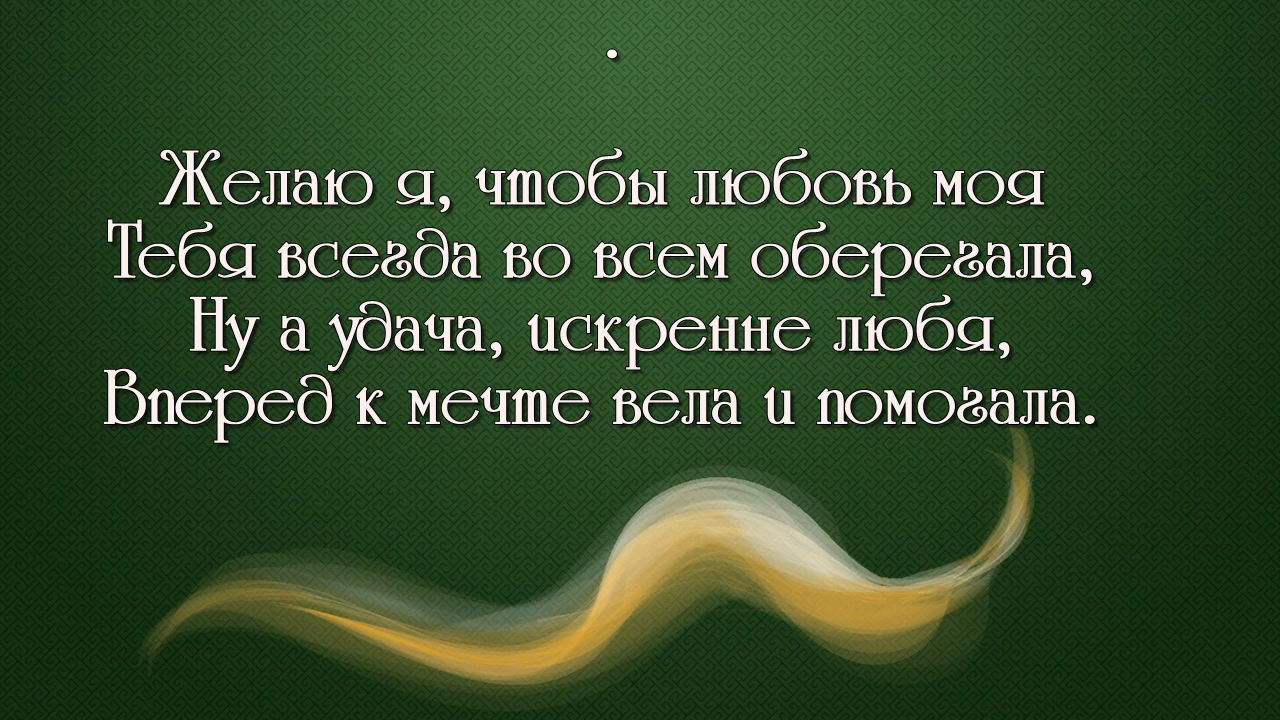 .
Желаю я, чтобы любовь моя
Тебя всегда во всем оберегала,
Ну а удача, искренне любя,
Вперед к мечте вела и помогала.